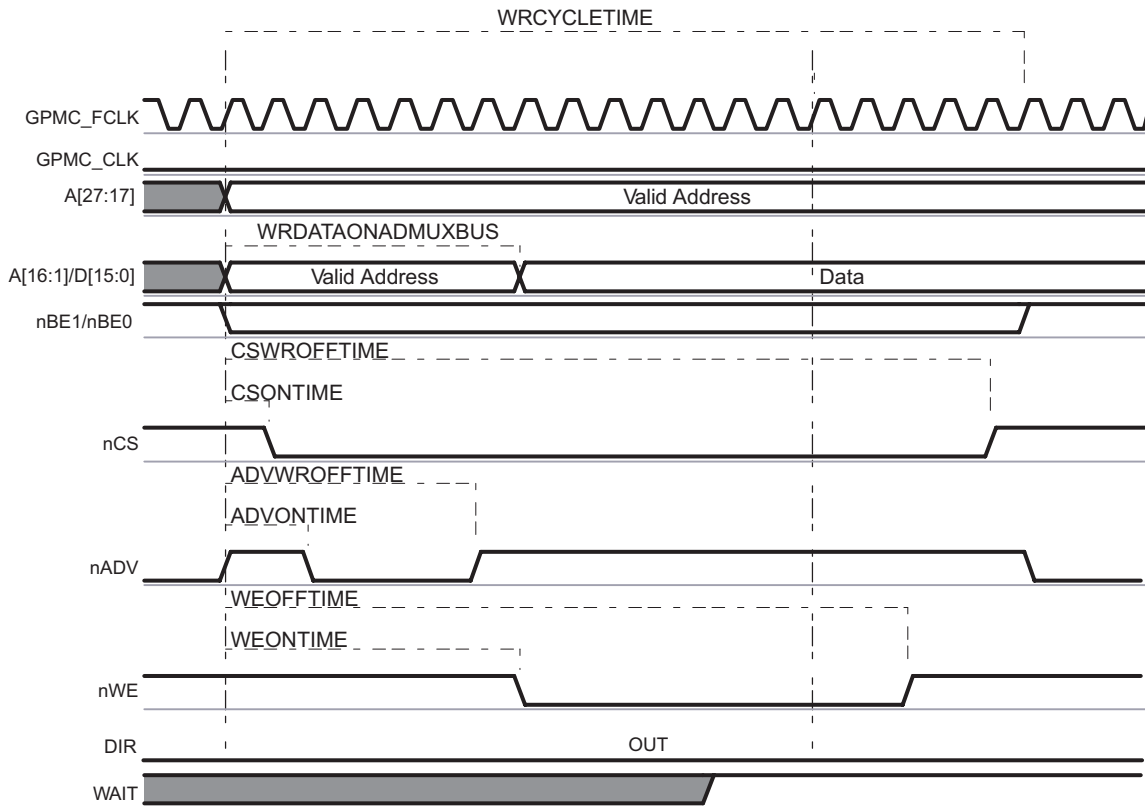 WRCYCLETIME
GPMC_FCLK
GPMC_CLK
A[27:17]
Valid Address
WRDATAONADMUXBUS
A[16:1]/D[15:0]
Valid Address
Data
nBE1/nBE0
CSWROFFTIME
CSONTIME
nCS
ADVWROFFTIME
ADVONTIME
nADV
WEOFFTIME
WEONTIME
nWE
DIR
OUT
WAIT